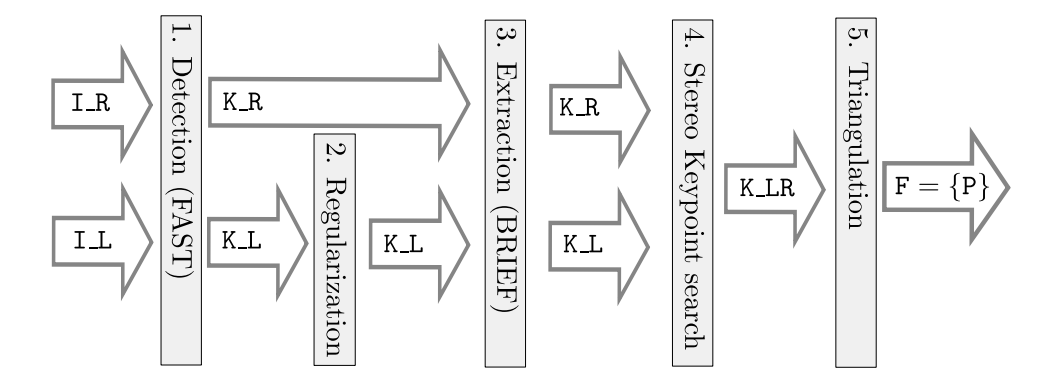 I_R
I_L
1. Detection (FAST)
K_R
K_L
2. Regularization
K_L
3. Extraction (BRIEF)
K_R
K_L
4. Stereo Keypoint search
K_LR
5. Triangulation
F = {P}